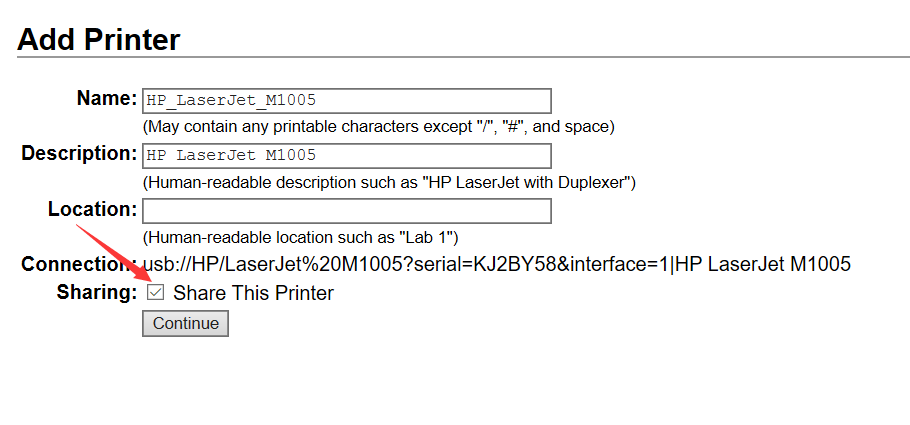 Add Printer
Name: HP_LaserJet_M1005
(May contain any printable characters except "/", "#", and space)
Description: HP LaserJet M1005
(Human-readable description such as "HP LaserJet with Duplexer")
Location:
(Human-readable location such as "Lab 1")
Connection: usb://HP/LaserJet%20M1005?serial=KJ2BY58&interface=1|HP LaserJet M1005
Sharing: Share This Printer
Continue